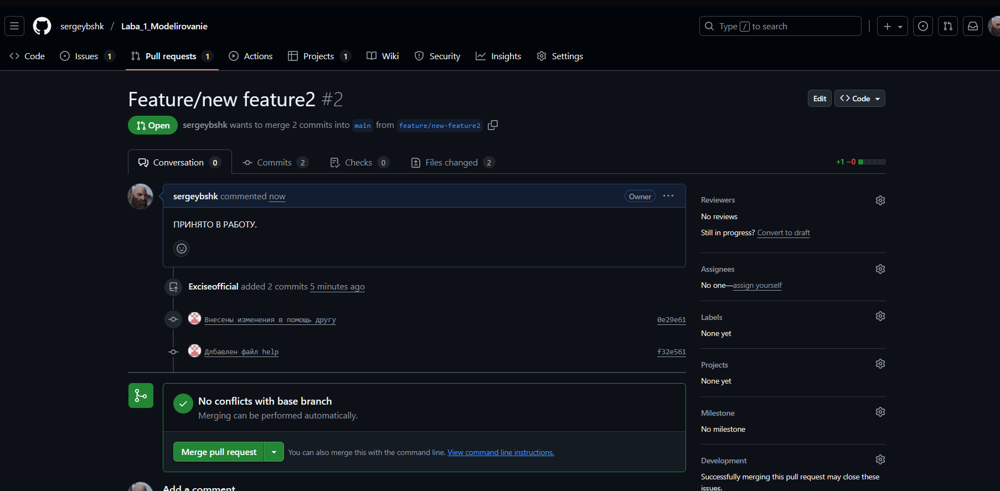 sergeybshk / Laba_1_Modelirovanie
Type / to search
Code Issues 1 Pull requests 1 Actions Projects 1 Wiki Security Insights Settings
Feature/new feature2 #2
Edit Code
Open sergeybshk wants to merge 2 commits into main from feature/new-feature2
Conversation 0 Commits 2 Checks 0 Files changed 2
+1 −0
sergeybshk commented now
Owner
ПРИНЯТО В РАБОТУ.
Exciseofficial added 2 commits 5 minutes ago
Внесены изменения в помощь другу
0e29e61
Длбавлен файл help
f32e561
No conflicts with base branch
Merging can be performed automatically.
Merge pull request
You can also merge this with the command line. View command line instructions.
Add a comment
Reviewers
No reviews
Still in progress? Convert to draft
Assignees
No one—assign yourself
Labels
None yet
Projects
None yet
Milestone
No milestone
Development
Successfully merging this pull request may close these
issues.